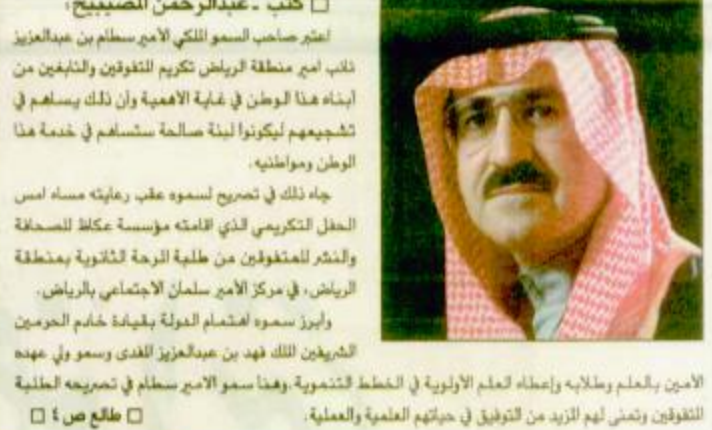 □ كتب - عبدالرحمن المصيبيح:
اعتبر صاحب السمو الملكي الأمير سطام بن عبدالعزيز
نائب امير منطقة الرياض تكريم المتفوقين والنابغين من
أبناء هذا الوطن في غاية الاهمية وأن ذلك يساهم في
تشجيعهم ليكونوا لبنة صالحة ستساهم في خدمة هذا
الوطن ومواطنيه.
جاء ذلك في تصريح لسموه عقب رعايته مساء امس
الحفل التكريمي الذي اقامته مؤسسة عكاظ للصحافة
والنشر للمتفوقين من طلبة الرحة الثانوية بمنطقة
الرياض، في مركز الأمير سلمان الاجتماعي بالرياض.
وأبرز سموه اهتمام الدولة بقيادة خادم الحرمين
الشريفين الملك فهد بن عبدالعزيز المفدى وسمو ولي عهده
الأمين بالعلم وطلابه وإعطاء العلم الأولوية في الخطط التنموية. وهنأ سمو الامير سطام في تصريحه الطلبة
المتفوقين وتمنى لهم المزيد من التوفيق في حياتهم العلمية والعملية.
□ طالع ص ٤ □